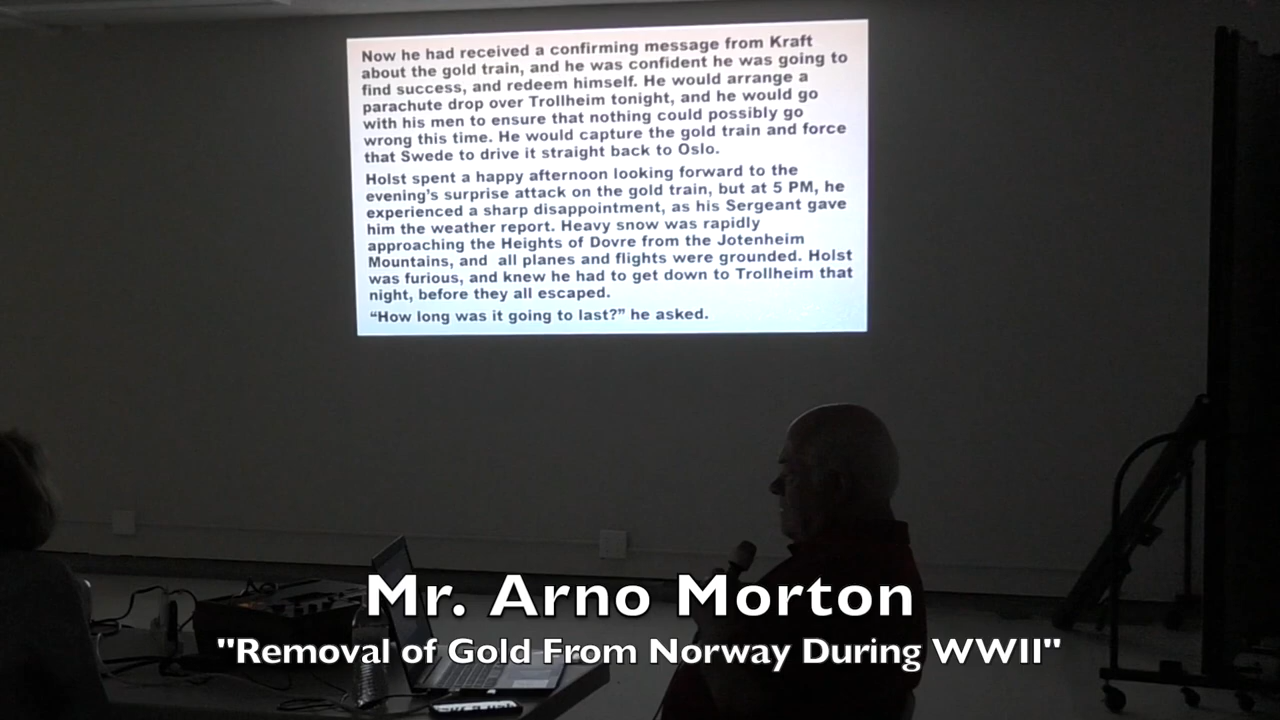 Now he had received a confirming message from Kraft
about the gold train, and he was confident he was going to
find success, and redeem himself. He would arrange a
parachute drop over Trollheim tonight, and he would go
with his men to ensure that nothing could possibly go
wrong this time. He would capture the gold train and force
that Swede to drive it straight back to Oslo.
Holst spent a happy afternoon looking forward to the
evening's surprise attack on the gold train, but at 5 PM, he
experienced a sharp disappointment, as his Sergeant gave
him the weather report. Heavy snow was rapidly
approaching the Heights of Dovre from the Jotenheim
Mountains, and  all planes and flights were grounded. Holst
was furious, and knew he had to get down to Trollheim that
night, before they all escaped.
“How long was it going to last?” he asked.
Mr. Arno Morton
"Removal of Gold From Norway During WWII"